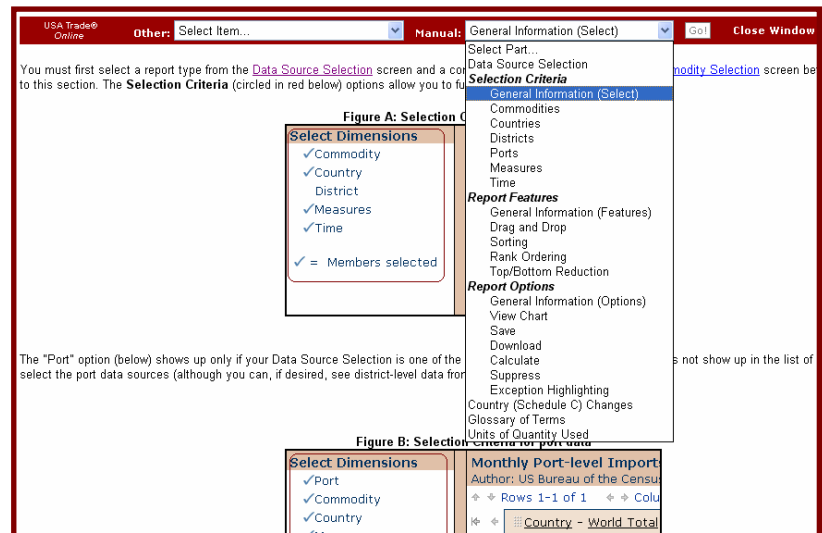 USA Trade®
Online
Other: Select Item...
Manual: General Information (Select)
Go!
Close Window
Select Part...
Data Source Selection
Selection Criteria
General Information (Select)
Commodities
Countries
Districts
Ports
Measures
Time
Report Features
General Information (Features)
Drag and Drop
Sorting
Rank Ordering
Top/Bottom Reduction
Report Options
General Information (Options)
View Chart
Save
Download
Calculate
Suppress
Exception Highlighting
Country (Schedule C) Changes
Glossary of Terms
Units of Quantity Used
You must first select a report type from the Data Source Selection screen and a co modity Selection screen be
to this section. The Selection Criteria (circled in red below) options allow you to fu
Figure A: Selection C
Select Dimensions
✓Commodity
✓Country
District
✓Measures
✓Time
✓ = Members selected
The "Port" option (below) shows up only if your Data Source Selection is one of the s not show up in the list of
select the port data sources (although you can, if desired, see district-level data from
Figure B: Selection Criteria for port data
Select Dimensions
✓Port
✓Commodity
✓Country
Monthly Port-level Imports
Author: US Bureau of the Census
Rows 1-1 of 1 Colu
Country - World Total